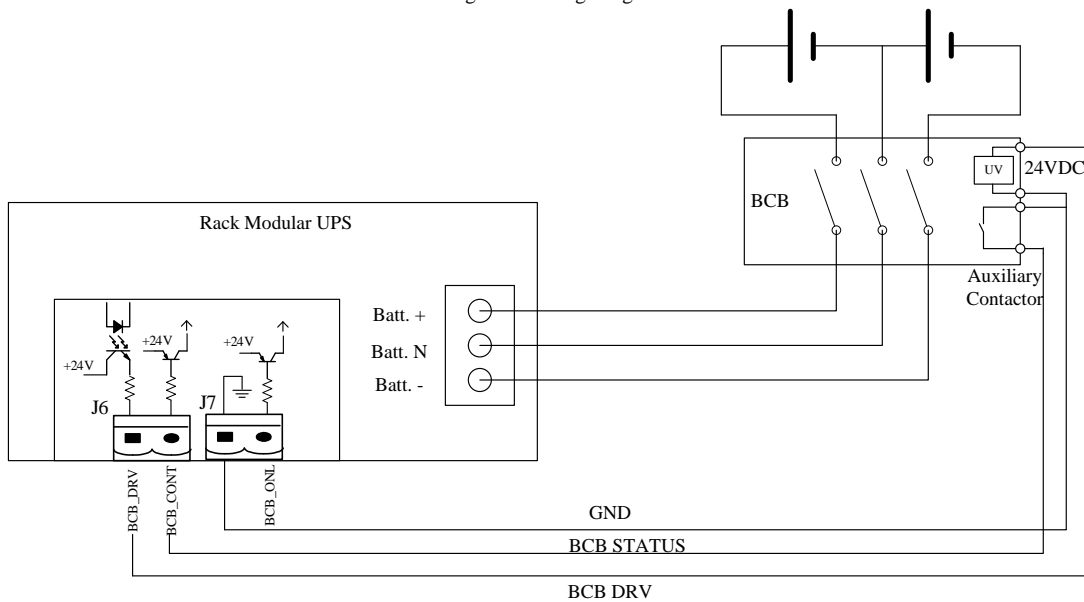 UV
24VDC
BCB
Rack Modular UPS
Auxiliary
Contactor
Batt. +
+24V
+24V
Batt. N
+24V
Batt. -
J6
J7
BCB_DRV
BCB_CONT
BCB_ONL
GND
BCB STATUS
BCB DRV